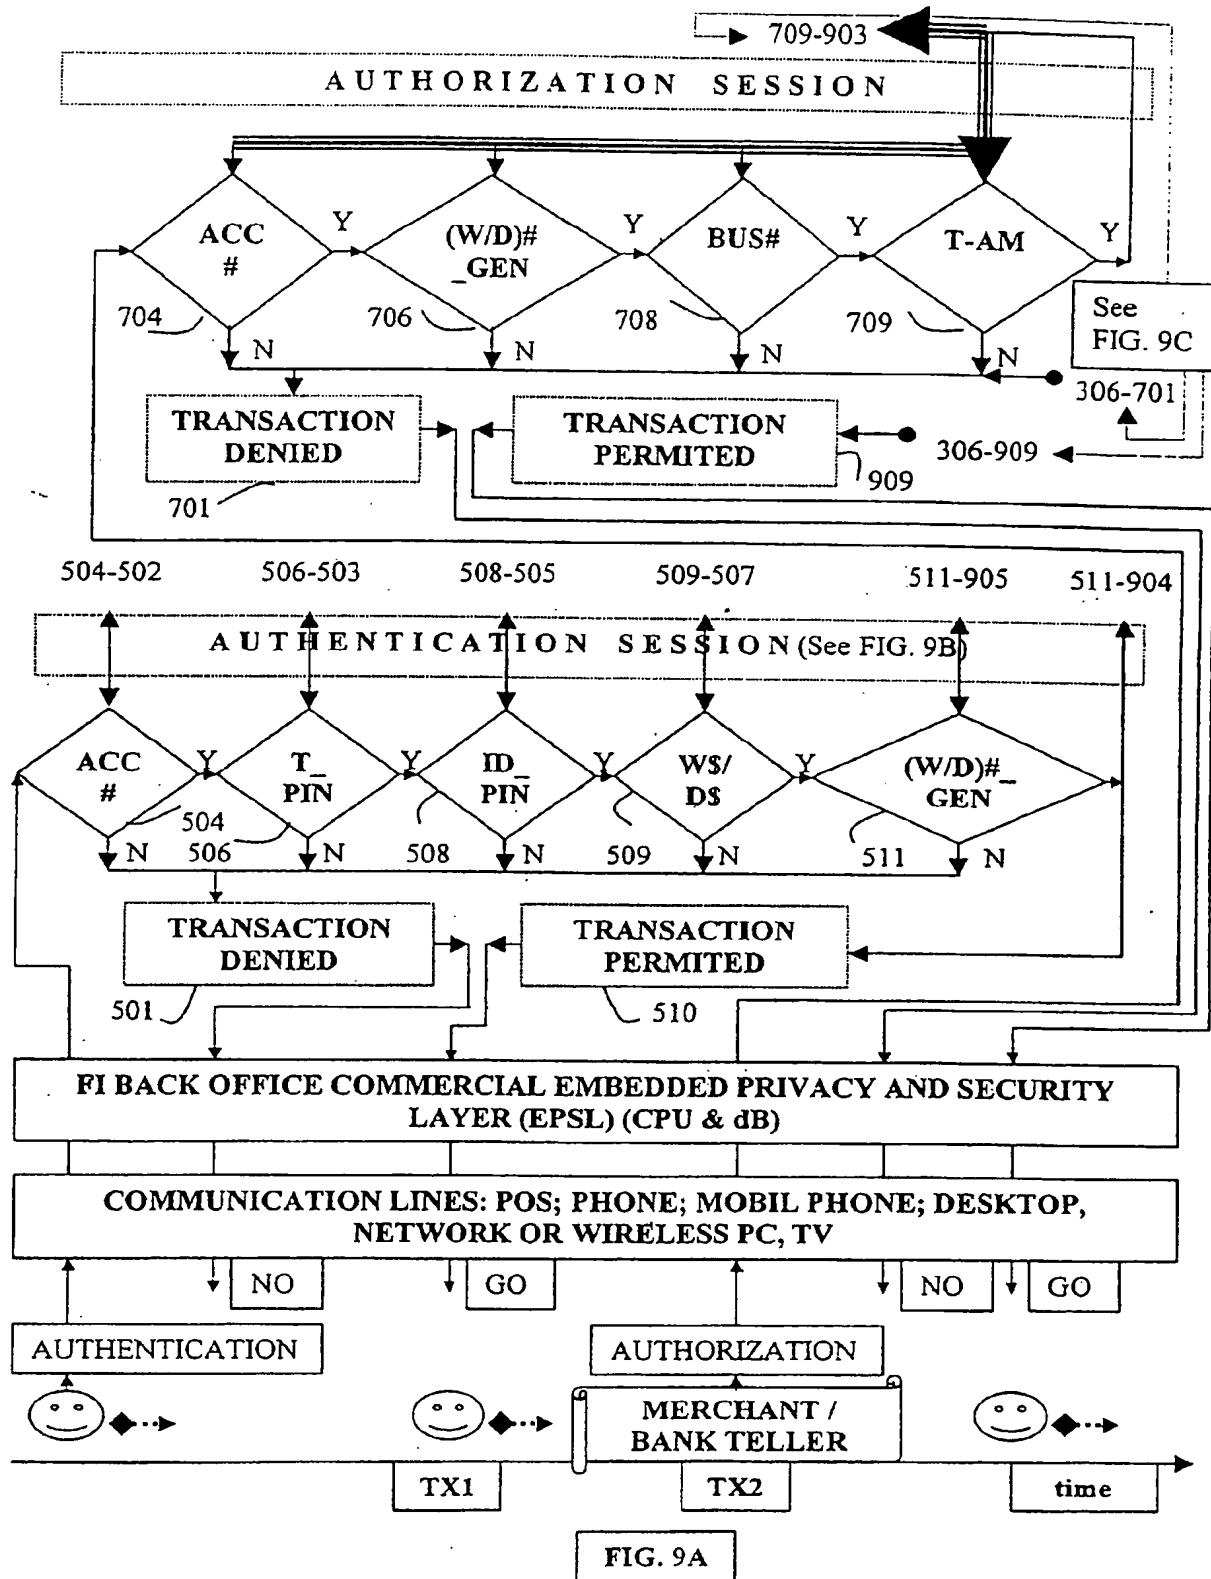 709-903
AUTHORIZATION SESSION
ACC
#
Y
(W/D)#
_GEN
Y
BUS#
Y
T-AM
Y
704
706
708
709
See
FIG. 9C
N
N
N
N
306-701
TRANSACTION
DENIED
TRANSACTION
PERMITED
306-909
701
909
504-502
506-503
508-505
509-507
511-905
511-904
AUTHENTICATION SESSION (See FIG. 9B)
ACC
#
Y
T_
PIN
Y
ID_
PIN
Y
W$/
D$
Y
(W/D)#_
GEN
504
506
508
509
511
N
N
N
N
N
TRANSACTION
DENIED
TRANSACTION
PERMITED
501
510
FI BACK OFFICE COMMERCIAL EMBEDDED PRIVACY AND SECURITY
LAYER (EPSL) (CPU & dB)
COMMUNICATION LINES: POS; PHONE; MOBIL PHONE; DESKTOP,
NETWORK OR WIRELESS PC, TV
NO
GO
NO
GO
AUTHENTICATION
AUTHORIZATION
MERCHANT /
BANK TELLER
TX1
TX2
time
FIG. 9A